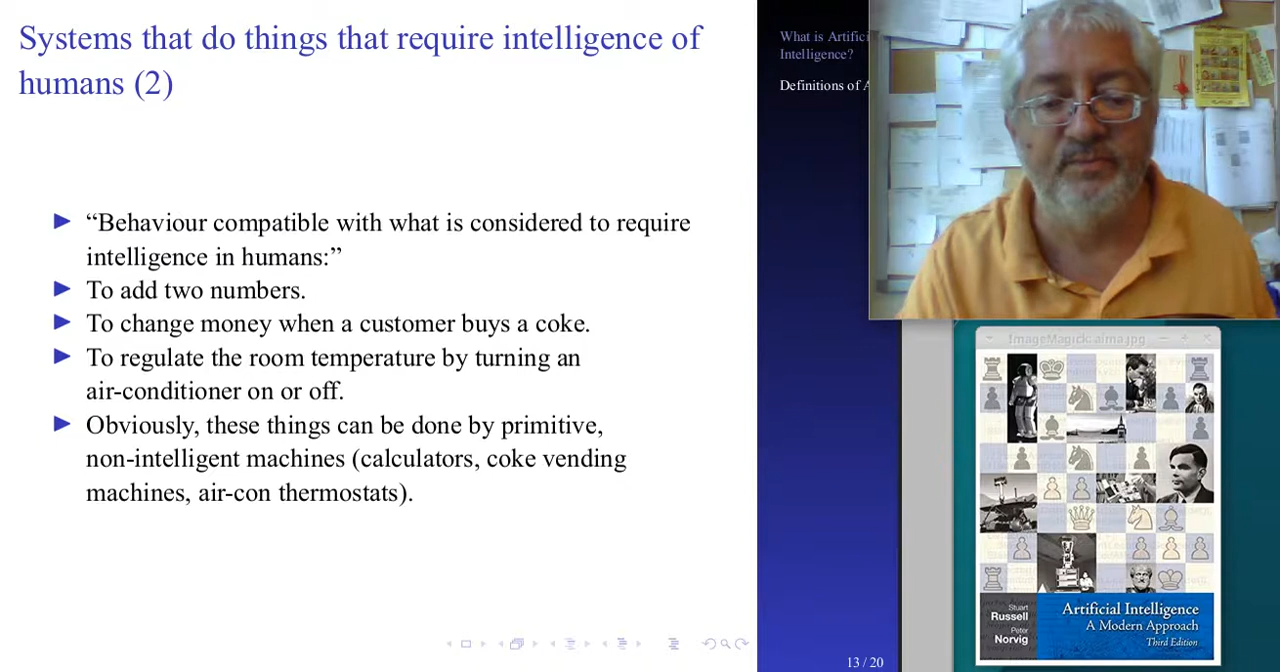 Systems that do things that require intelligence of
humans (2)
“Behaviour compatible with what is considered to require
intelligence in humans:”
To add two numbers.
To change money when a customer buys a coke.
To regulate the room temperature by turning an
air-conditioner on or off.
Obviously, these things can be done by primitive,
non-intelligent machines (calculators, coke vending
machines, air-con thermostats).
What is Artifici
Intelligence?
Definitions of A
ImageMagick: aima.jpg
Stuart
Russell
Peter
Norvig
Artificial Intelligence
A Modern Approach
Third Edition
13 / 20